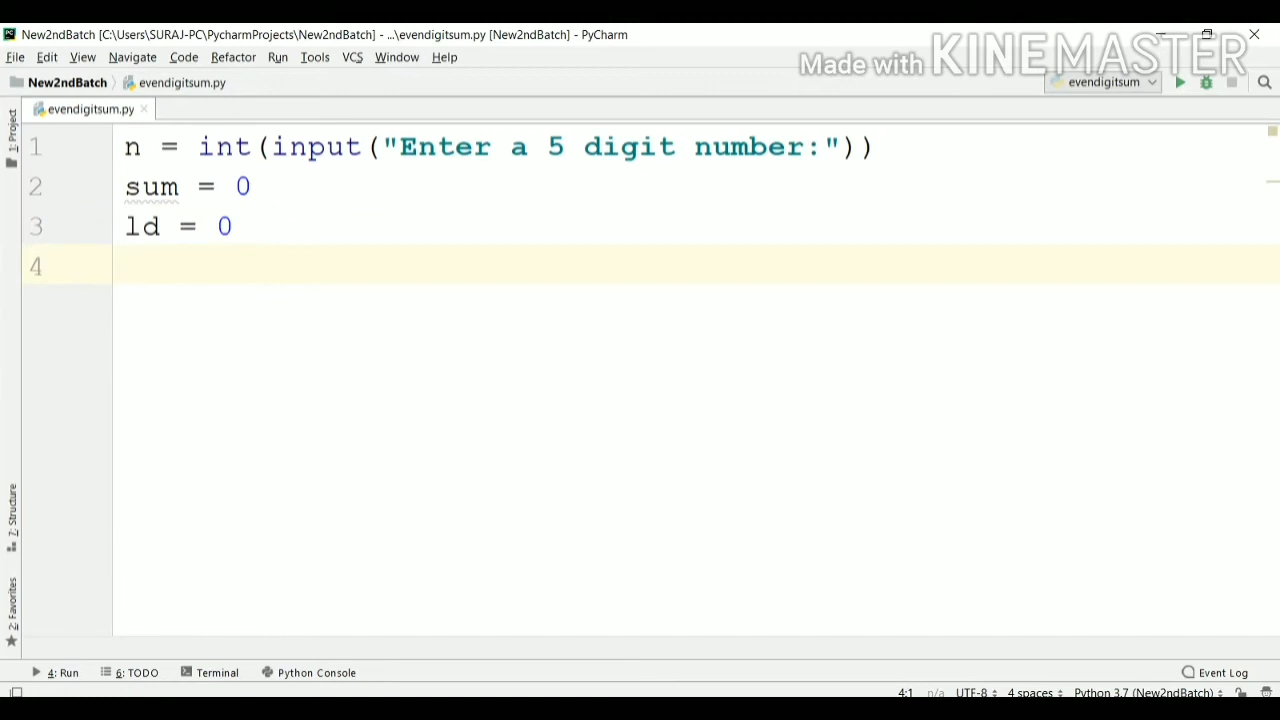 New2ndBatch [C:\Users\SURAJ-PC\PycharmProjects\New2ndBatch] - ...\evendigitsum.py [New2ndBatch] - PyCharm
File Edit View Navigate Code Refactor Run Tools VCS Window Help
Made with KINEMASTER
New2ndBatch evendigitsum.py
evendigitsum
evendigitsum.py
1: Project
1 n = int(input("Enter a 5 digit number:"))
2 sum = 0
3 ld = 0
4
7: Structure
2: Favorites
4: Run 6: TODO Terminal Python Console Event Log
4:1 n/a UTF-8 4 spaces Python 3.7 (New2ndBatch)